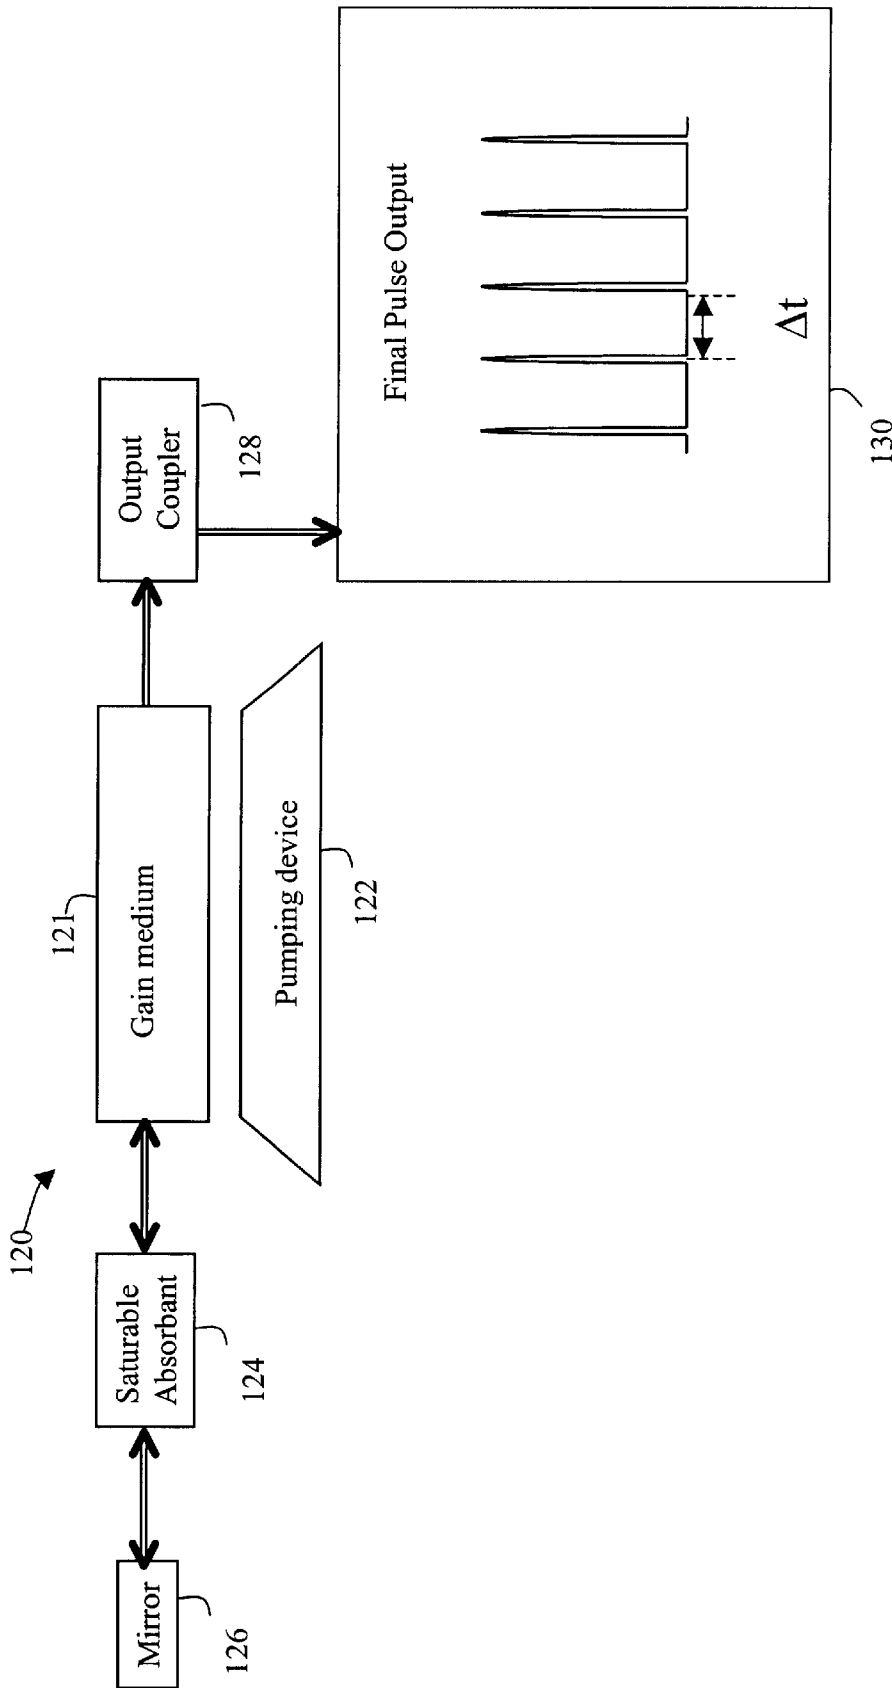 120
Mirror
126
Saturable
Absorbant
124
121
Gain medium
Pumping device
122
Output
Coupler
128
Final Pulse Output
Δt
130